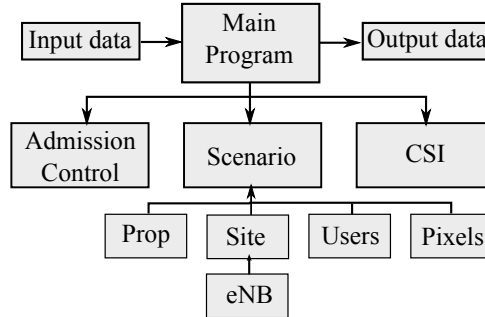 Input data
Main
Program
Output data
Admission
Control
Scenario
CSI
Prop
Site
Users
Pixels
eNB